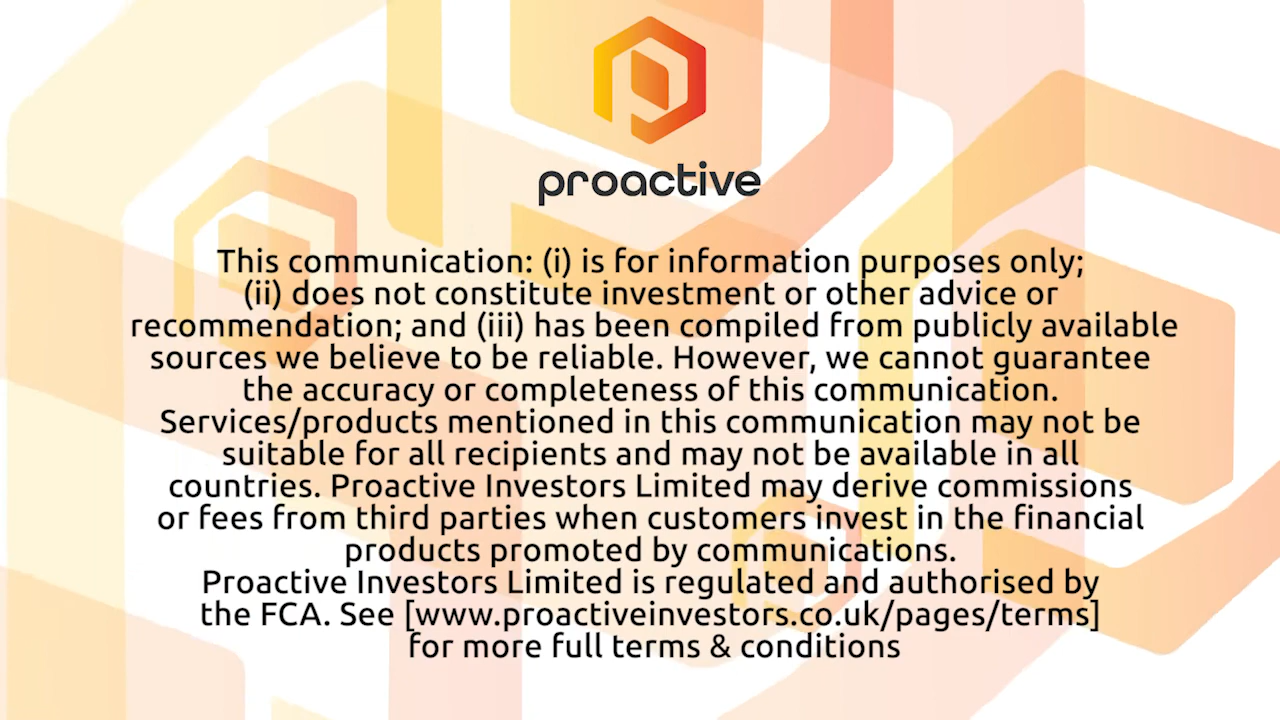 proactive
This communication: (i) is for information purposes only;
(ii) does not constitute investment or other advice or
recommendation; and (iii) has been compiled from publicly available
sources we believe to be reliable. However, we cannot guarantee
the accuracy or completeness of this communication.
Services/products mentioned in this communication may not be
suitable for all recipients and may not be available in all
countries. Proactive Investors Limited may derive commissions
or fees from third parties when customers invest in the financial
products promoted by communications.
Proactive Investors Limited is regulated and authorised by
the FCA. See [www.proactiveinvestors.co.uk/pages/terms]
for more full terms & conditions